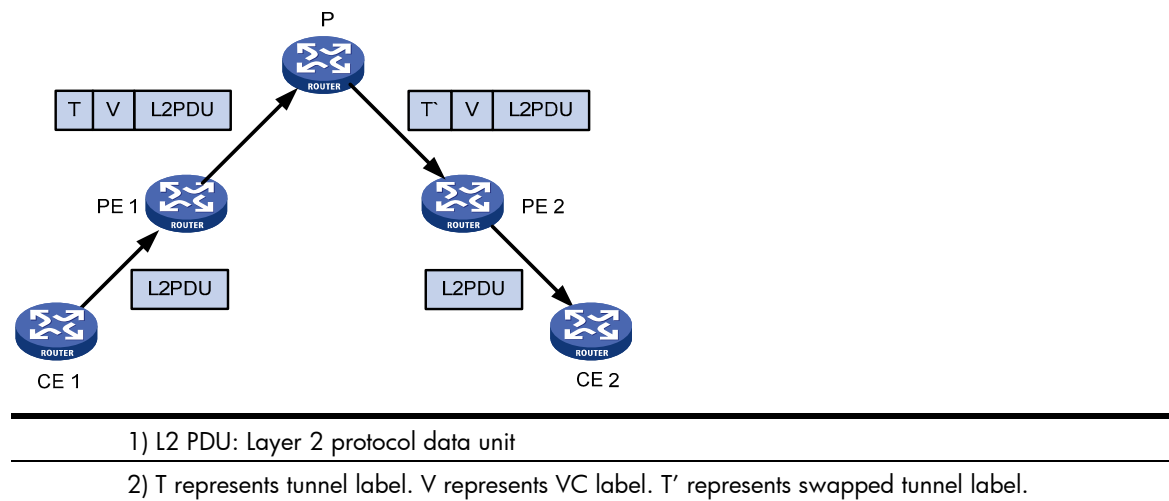 P
ROUTER
T V L2PDU
T` V L2PDU
PE 1
ROUTER
ROUTER
PE 2
L2PDU
L2PDU
ROUTER
ROUTER
CE 1
CE 2
1) L2 PDU: Layer 2 protocol data unit
2) T represents tunnel label. V represents VC label. T’ represents swapped tunnel label.